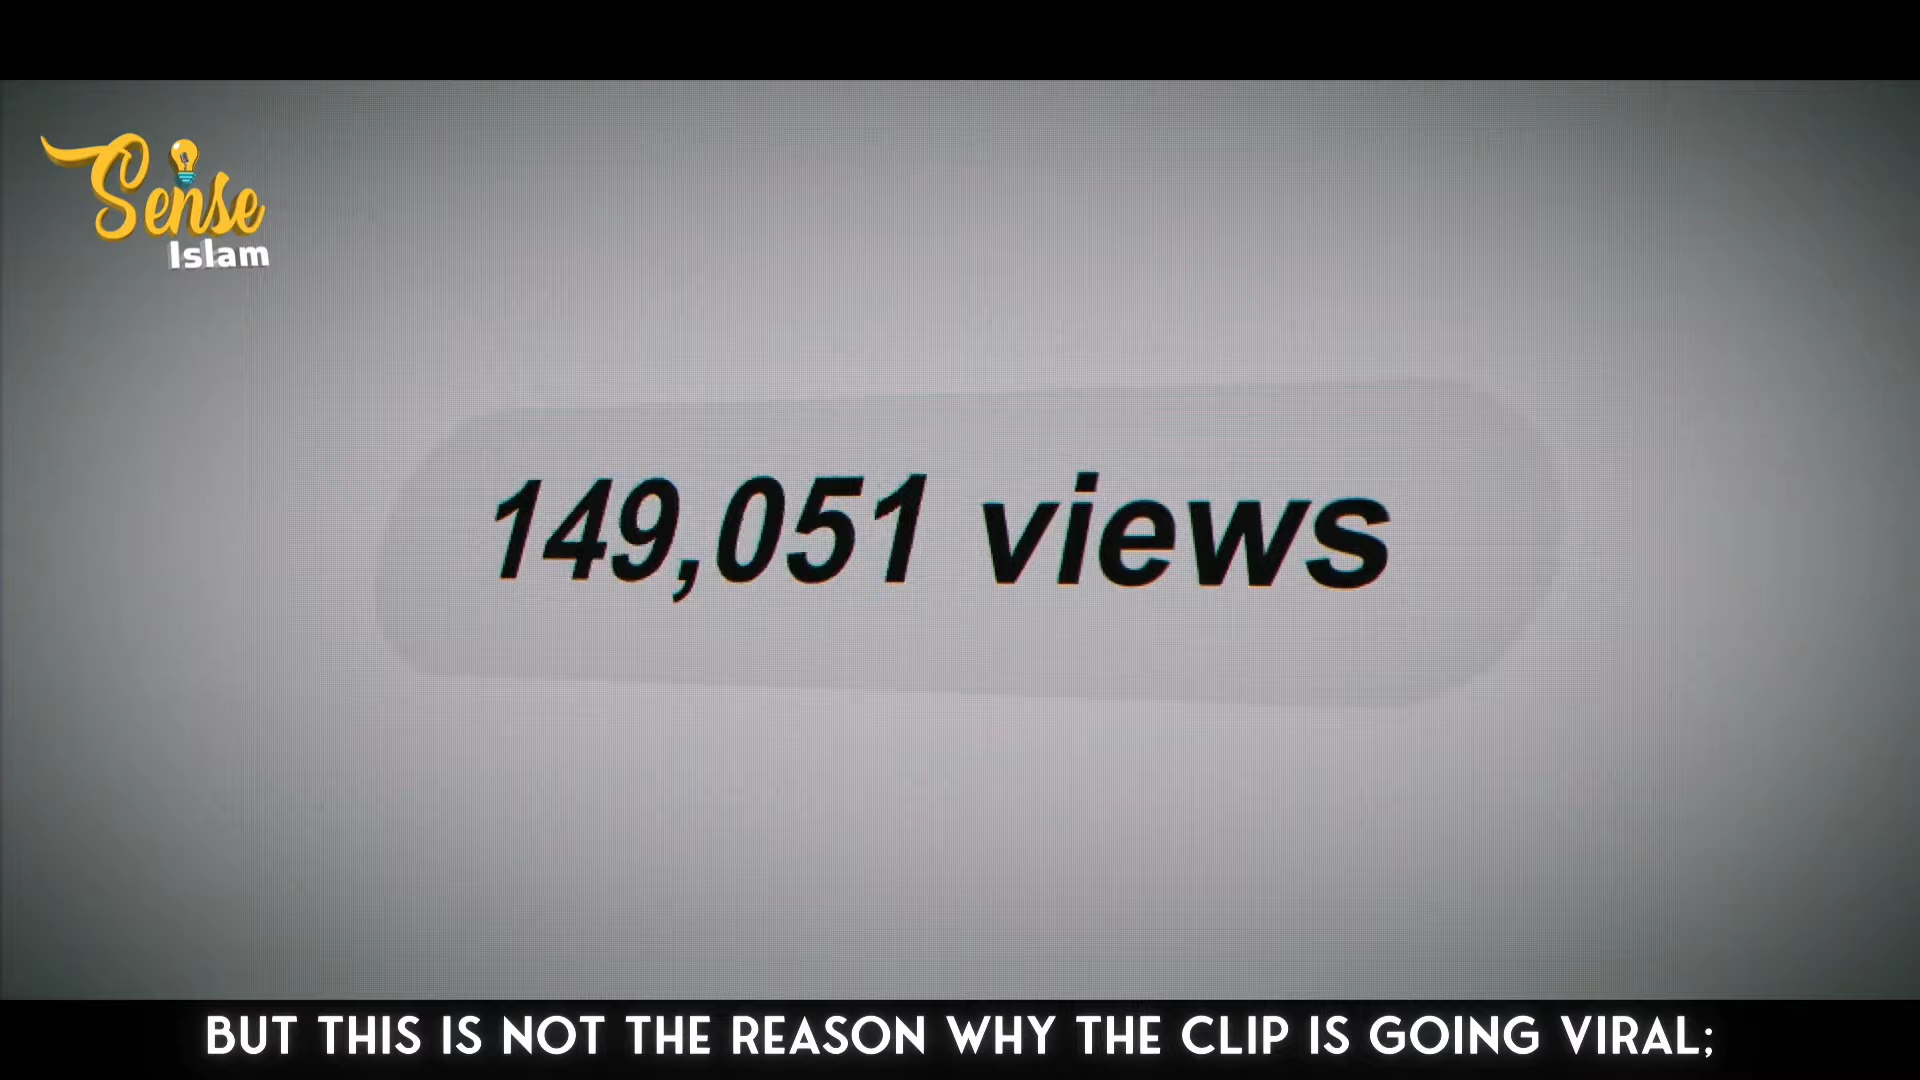 Sense
Islam
149,051 views
BUT THIS IS NOT THE REASON WHY THE CLIP IS GOING VIRAL;